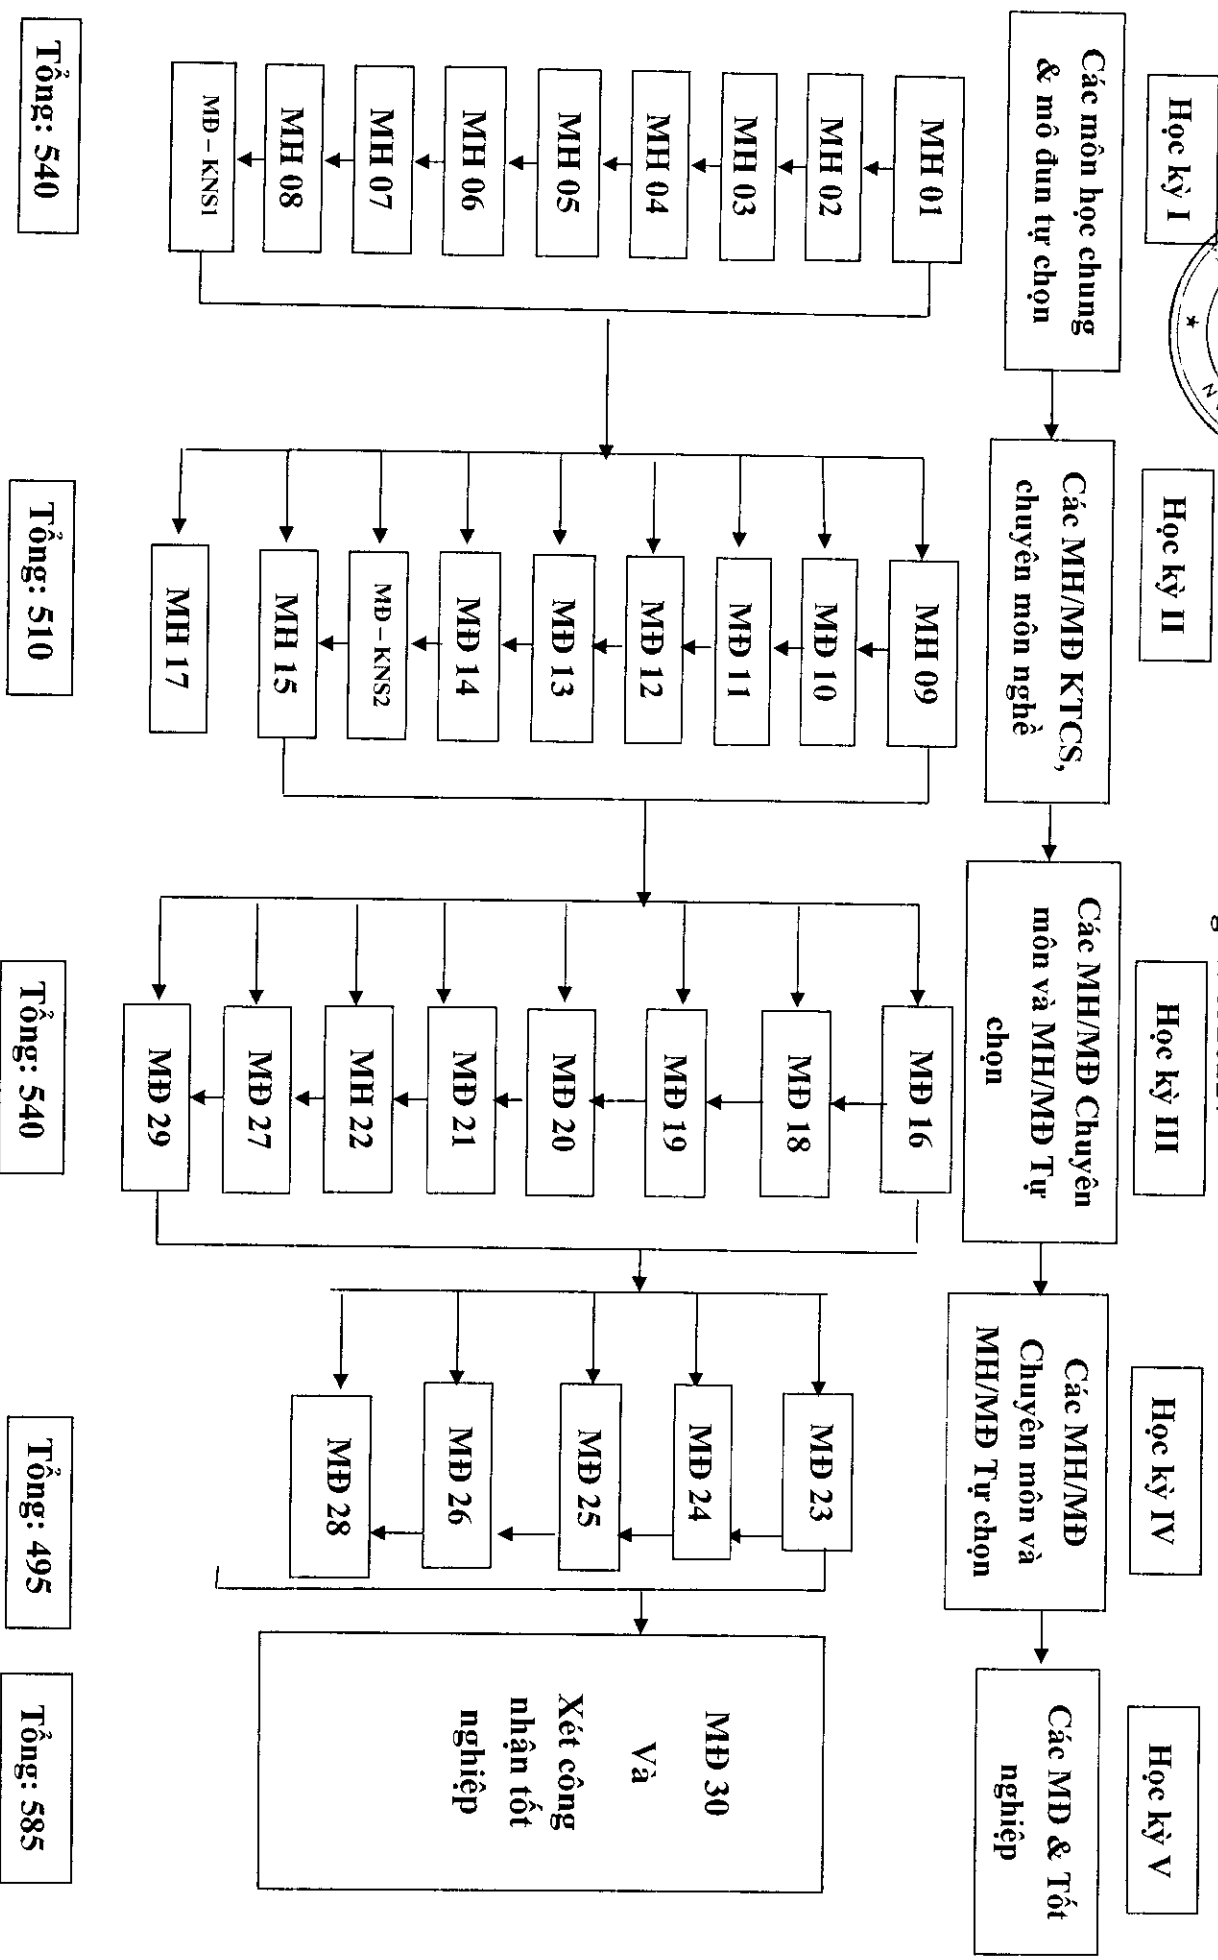 Học kỳ I
Học kỳ II
Học kỳ III
Học kỳ IV
Học kỳ V
Các môn học chung
& mô đun tự chọn
Các MH/MĐ KTCS,
chuyên môn nghề
Các MH/MĐ Chuyên
môn và MH/MĐ Tự
chọn
Các MH/MĐ
Chuyên môn và
MH/MĐ Tự chọn
Các MĐ & Tốt
nghiệp
MH 01
MH 02
MH 03
MH 04
MH 05
MH 06
MH 07
MH 08
MĐ – KNS1
MH 09
MĐ 10
MĐ 11
MĐ 12
MĐ 13
MĐ 14
MĐ – KNS2
MH 15
MH 17
MĐ 16
MĐ 18
MĐ 19
MĐ 20
MĐ 21
MH 22
MĐ 27
MĐ 29
MĐ 23
MĐ 24
MĐ 25
MĐ 26
MĐ 28
MĐ 30
Và
Xét công
nhận tốt
nghiệp
Tổng: 540
Tổng: 510
Tổng: 540
Tổng: 495
Tổng: 585